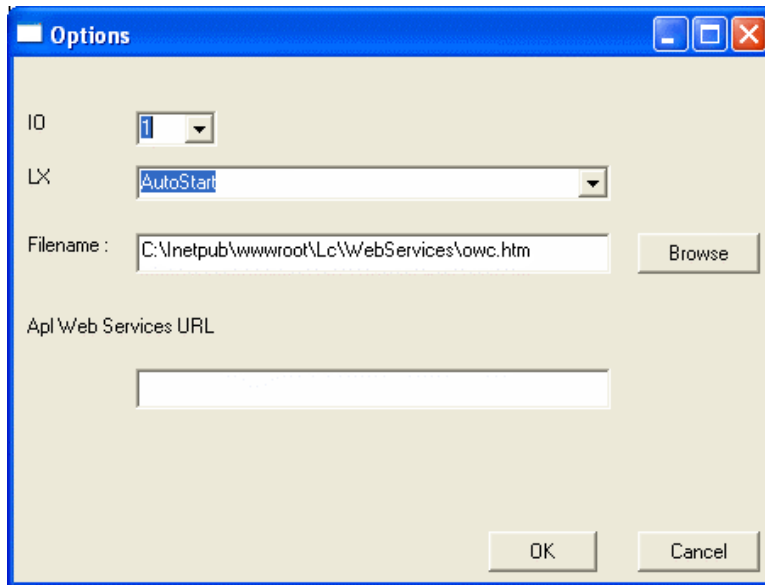 Options
IO 1
LX AutoStart
Filename : C:\Inetpub\wwwroot\Lc\WebServices\owc.htm Browse
Apl Web Services URL
OK Cancel